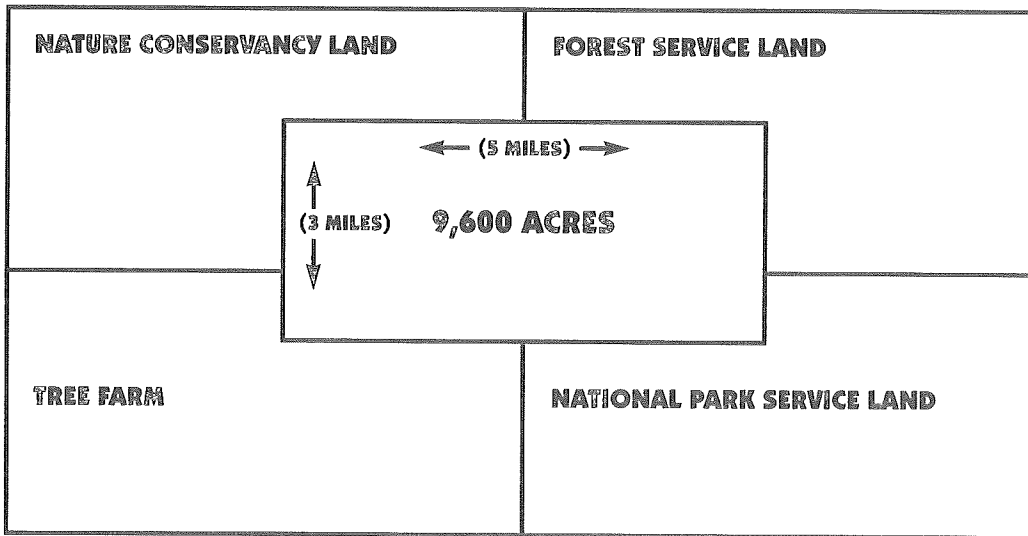 NATURE CONSERVANCY LAND
FOREST SERVICE LAND
(5 MILES)
(3 MILES)
9,600 ACRES
TREE FARM
NATIONAL PARK SERVICE LAND